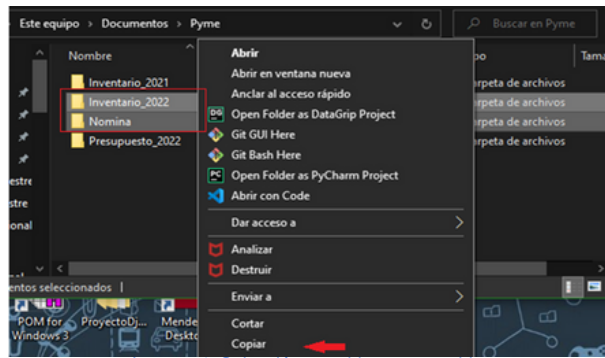 Este equipo > Documentos > Pyme
Buscar en Pyme
Nombre
Inventario_2021
Inventario_2022
Nomina
Presupuesto_2022
Abrir
Abrir en ventana nueva
Anclar al acceso rápido
Open Folder as DataGrip Project
Git GUI Here
Git Bash Here
Open Folder as PyCharm Project
Abrir con Code
Dar acceso a
Analizar
Destruir
Enviar a
Cortar
Copiar
po
Tama
rpeta de archivos
rpeta de archivos
rpeta de archivos
rpeta de archivos
estre
stre
onal
entos seleccionados
POM for
Windows 3
ProyectoDj...
Mende
Deskto